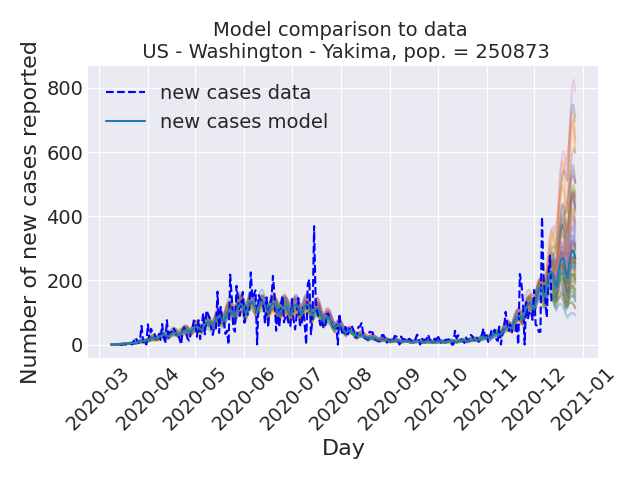 Model comparison to data
US - Washington - Yakima, pop. = 250873
Number of new cases reported
800
600
400
200
0
new cases data
new cases model
2020-03
2020-04
2020-05
2020-06
2020-07
2020-08
2020-09
2020-10
2020-11
2020-12
2021-01
Day